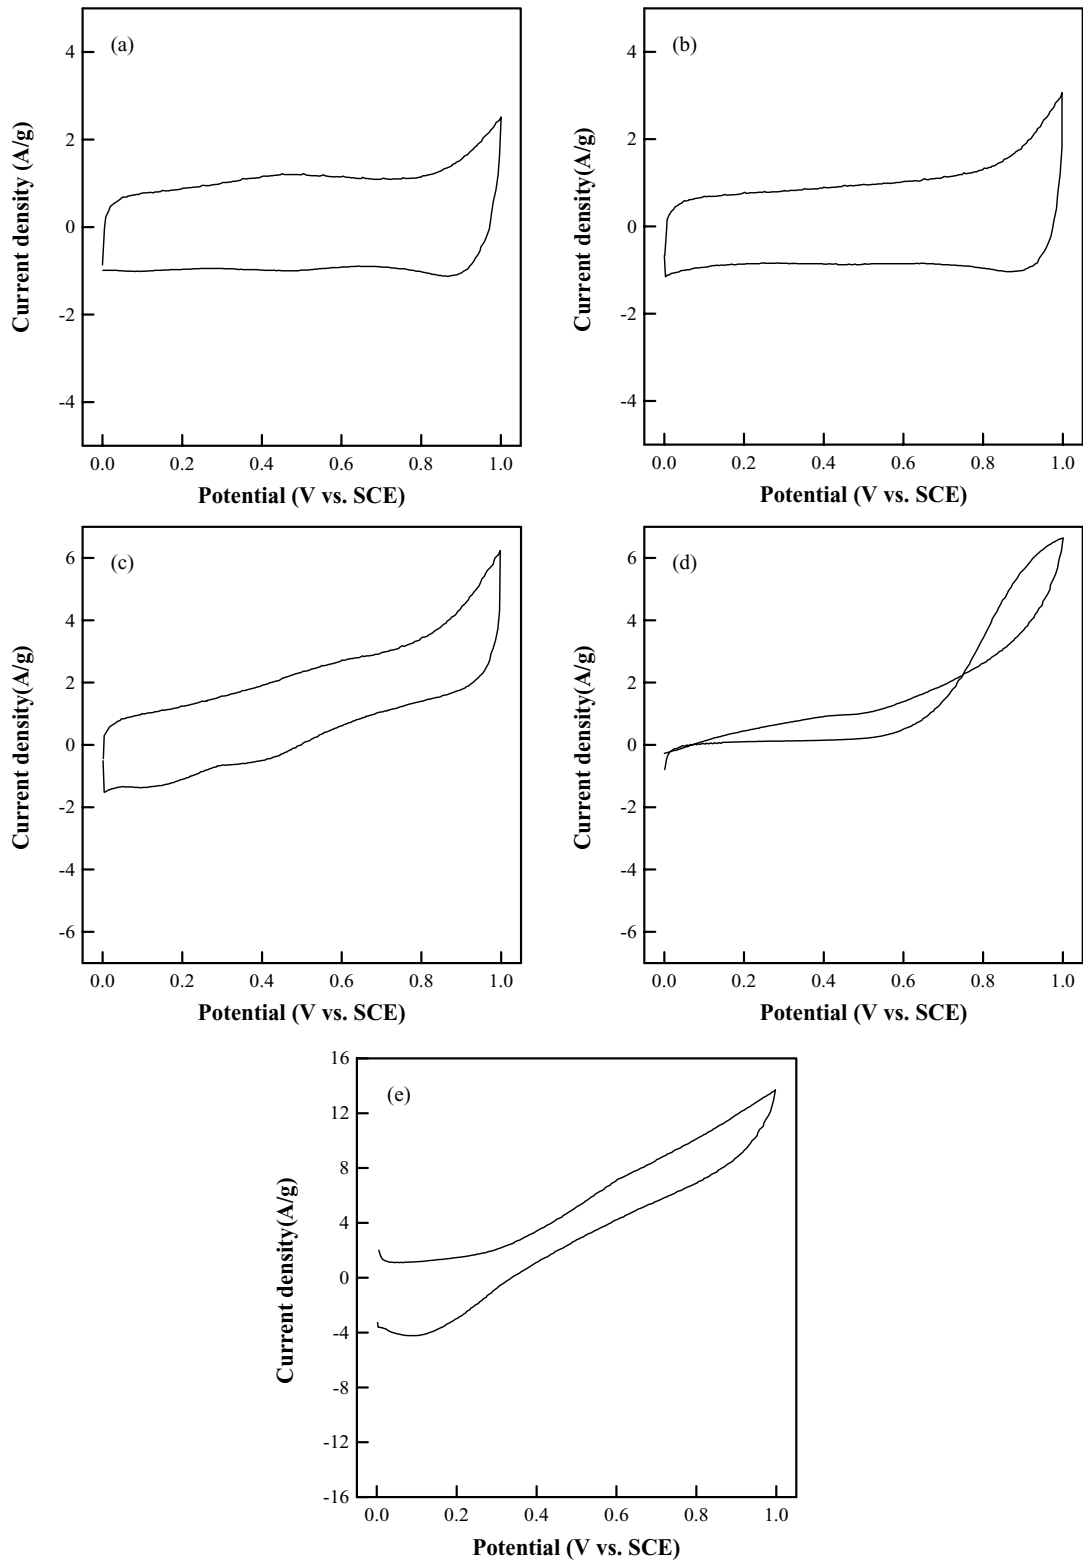 (a)
4
2
0
-2
-4
Current density (A/g)
0.0 0.2 0.4 0.6 0.8 1.0
Potential (V vs. SCE)
(b)
4
2
0
-2
-4
Current density(A/g)
0.0 0.2 0.4 0.6 0.8 1.0
Potential (V vs. SCE)
(c)
6
4
2
0
-2
-4
-6
Current density(A/g)
0.0 0.2 0.4 0.6 0.8 1.0
Potential (V vs. SCE)
(d)
6
4
2
0
-2
-4
-6
Current density(A/g)
0.0 0.2 0.4 0.6 0.8 1.0
Potential (V vs. SCE)
(e)
16
12
8
4
0
-4
-8
-12
-16
Current density(A/g)
0.0 0.2 0.4 0.6 0.8 1.0
Potential (V vs. SCE)